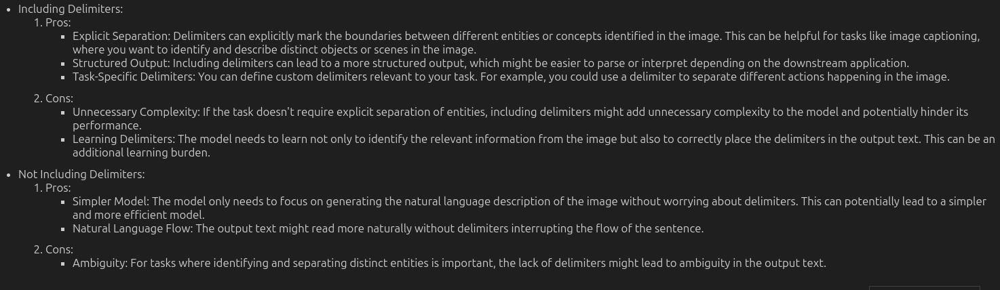 • Including Delimiters:
1. Pros:
▪ Explicit Separation: Delimiters can explicitly mark the boundaries between different entities or concepts identified in the image. This can be helpful for tasks like image captioning,
where you want to identify and describe distinct objects or scenes in the image.
▪ Structured Output: Including delimiters can lead to a more structured output, which might be easier to parse or interpret depending on the downstream application.
▪ Task-Specific Delimiters: You can define custom delimiters relevant to your task. For example, you could use a delimiter to separate different actions happening in the image.
2. Cons:
▪ Unnecessary Complexity: If the task doesn't require explicit separation of entities, including delimiters might add unnecessary complexity to the model and potentially hinder its
performance.
▪ Learning Delimiters: The model needs to learn not only to identify the relevant information from the image but also to correctly place the delimiters in the output text. This can be an
additional learning burden.
• Not Including Delimiters:
1. Pros:
▪ Simpler Model: The model only needs to focus on generating the natural language description of the image without worrying about delimiters. This can potentially lead to a simpler
and more efficient model.
▪ Natural Language Flow: The output text might read more naturally without delimiters interrupting the flow of the sentence.
2. Cons:
▪ Ambiguity: For tasks where identifying and separating distinct entities is important, the lack of delimiters might lead to ambiguity in the output text.